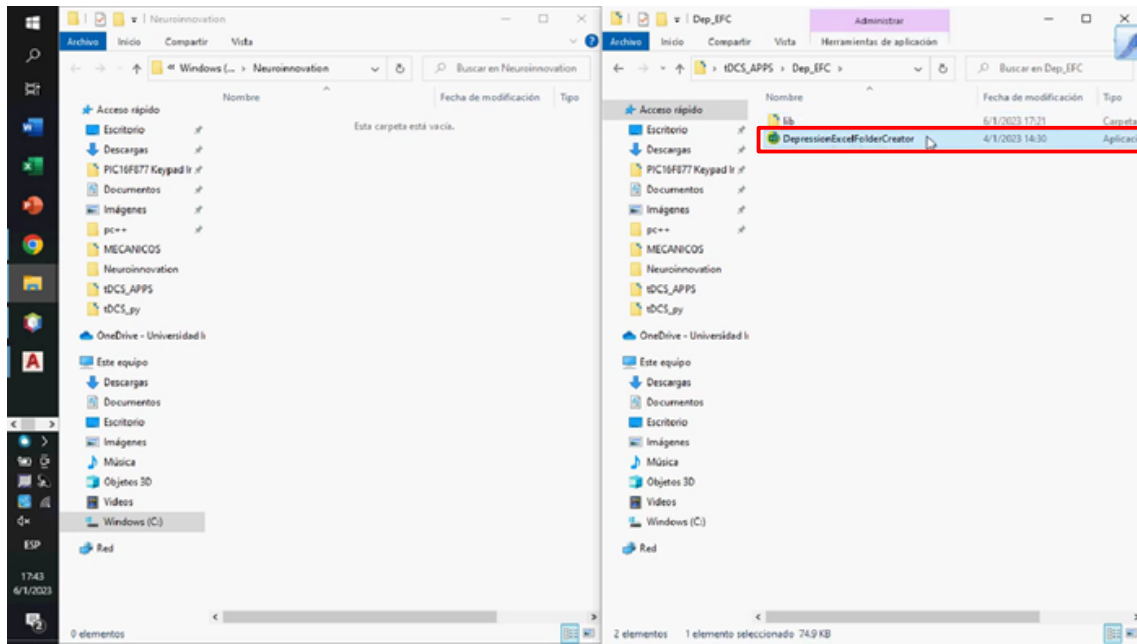 Neuroinnovation
Archivo Inicio Compartir Vista
Windows (... > Neuroinnovation
Buscar en Neuroinnovation
Nombre Fecha de modificación Tipo
Esta carpeta está vacía.
Acceso rápido
Escritorio
Descargas
PIC16F877 Keypad Ir
Documentos
Imágenes
pc++
MECANICOS
Neuroinnovation
tDCS_APPS
tDCS_py
OneDrive - Universidad I
Este equipo
Descargas
Documentos
Escritorio
Imágenes
Música
Objetos 3D
Videos
Windows (C:)
Red
0 elementos
ESP
17:43
6/1/2023
Dep_EFC Administrar
Archivo Inicio Compartir Vista Herramientas de aplicación
> tDCS_APPS > Dep_EFC >
Buscar en Dep_EFC
Nombre Fecha de modificación Tipo
lib 6/1/2023 17:21 Carpeta
DepressionExcelFolderCreator 4/1/2023 14:30 Aplicaci
Acceso rápido
Escritorio
Descargas
PIC16F877 Keypad Ir
Documentos
Imágenes
pc++
MECANICOS
Neuroinnovation
tDCS_APPS
tDCS_py
OneDrive - Universidad I
Este equipo
Descargas
Documentos
Escritorio
Imágenes
Música
Objetos 3D
Videos
Windows (C:)
Red
2 elementos 1 elemento seleccionado 74.9 KB